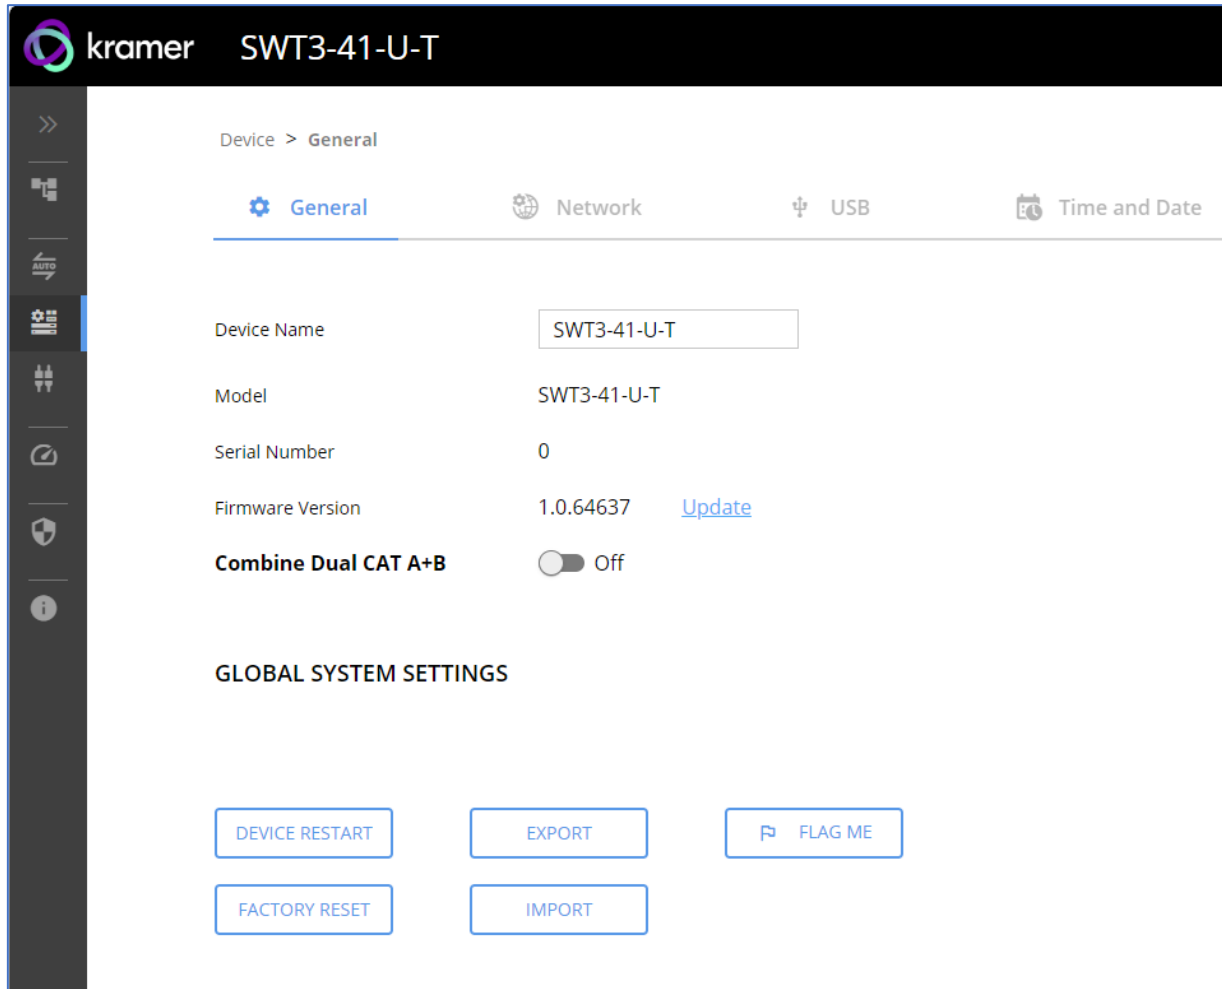 kramer SWT3-41-U-T
Device > General
General Network USB Time and Date
AUTO
Device Name SWT3-41-U-T
Model SWT3-41-U-T
Serial Number 0
Firmware Version 1.0.64637 Update
Combine Dual CAT A+B Off
GLOBAL SYSTEM SETTINGS
DEVICE RESTART EXPORT FLAG ME
FACTORY RESET IMPORT